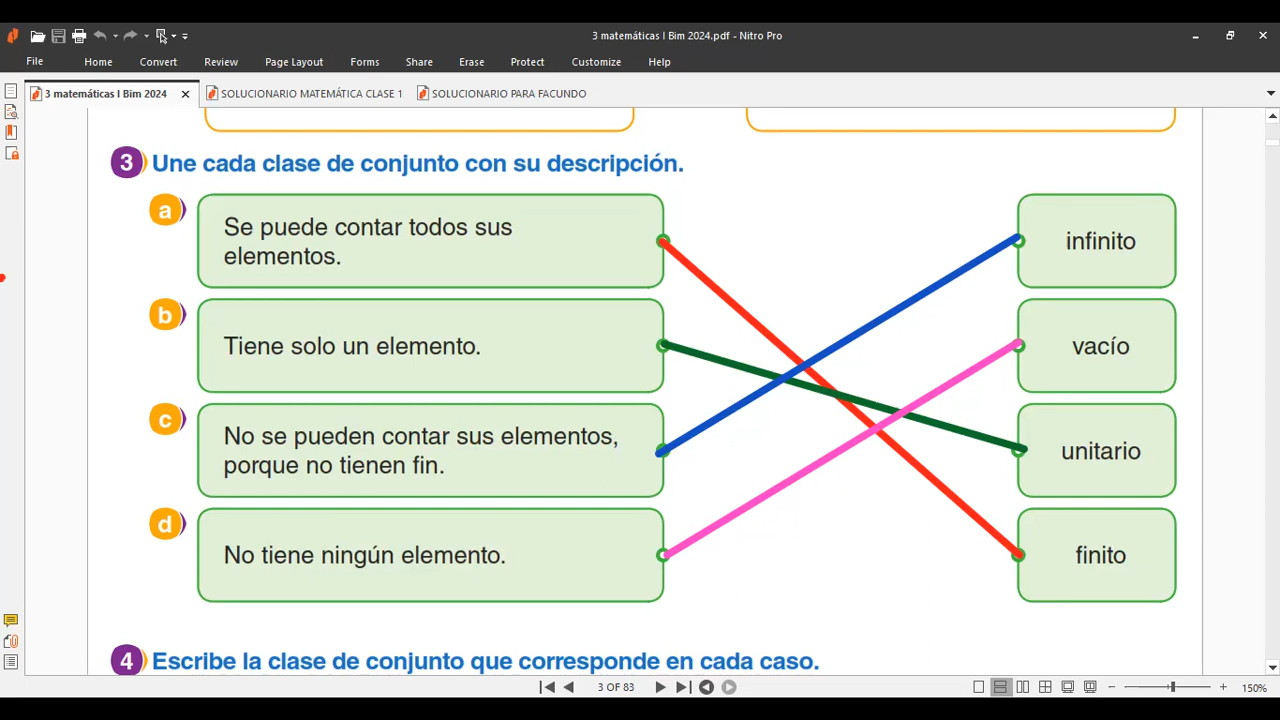 3 matemáticas I Bim 2024.pdf - Nitro Pro
File Home Convert Review Page Layout Forms Share Erase Protect Customize Help
3 matemáticas I Bim 2024 SOLUCIONARIO MATEMÁTICA CLASE 1 SOLUCIONARIO PARA FACUNDO
3 Une cada clase de conjunto con su descripción.
a
Se puede contar todos sus
elementos.
infinito
b
Tiene solo un elemento.
vacío
c
No se pueden contar sus elementos,
porque no tienen fin.
unitario
d
No tiene ningún elemento.
finito
4 Escribe la clase de conjunto que corresponde en cada caso.
3 OF 83
150%